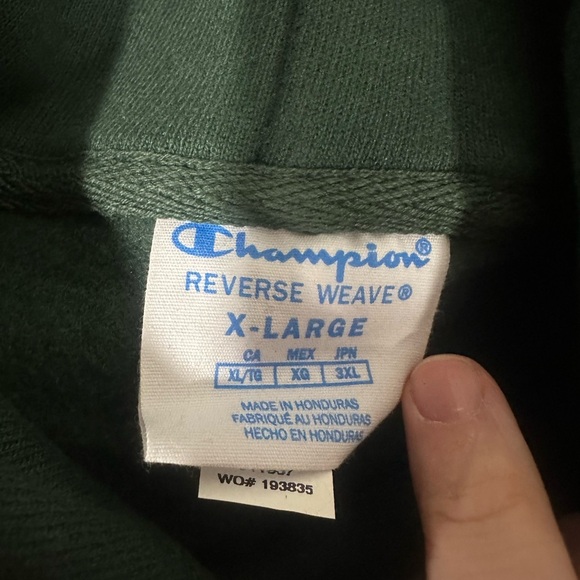 Champion®
REVERSE WEAVE®
X-LARGE
CA MEX JPN
XL/TG XG 3XL
MADE IN HONDURAS
FABRIQUÉ AU HONDURAS
HECHO EN HONDURAS
WO# 193835